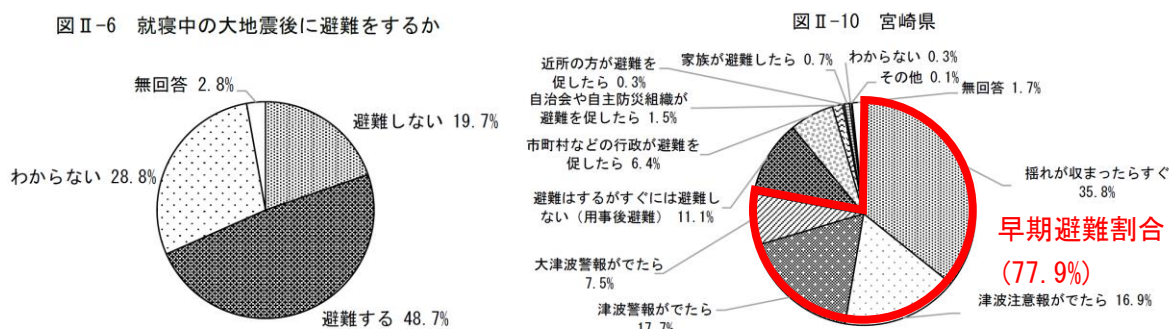 図Ⅱ-6 就寝中の大地震後に避難をするか
無回答 2.8%
避難しない 19.7%
わからない 28.8%
避難する 48.7%
図Ⅱ-10 宮崎県
近所の方が避難を
促したら 0.3%
家族が避難したら 0.7%
わからない 0.3%
その他 0.1%
無回答 1.7%
自治会や自主防災組織が
避難を促したら 1.5%
市町村などの行政が避難を
促したら 6.4%
避難はするがすぐには避難し
ない（用事後避難） 11.1%
大津波警報がでたら
7.5%
津波警報がでたら
17.7%
揺れが収まったらすぐ
35.8%
早期避難割合
(77.9%)
津波注意報がでたら 16.9%